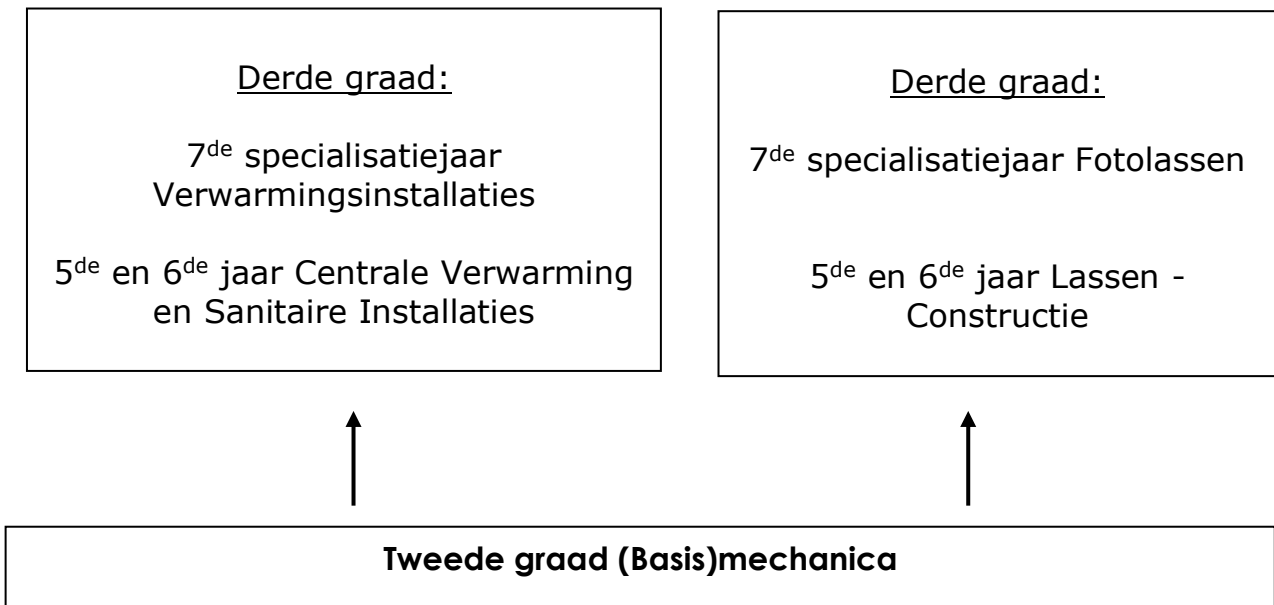 Derde graad:
7de specialisatiejaar
Verwarmingsinstallaties
5de en 6de jaar Centrale Verwarming
en Sanitaire Installaties
Derde graad:
7de specialisatiejaar Fotolassen
5de en 6de jaar Lassen -
Constructie
Tweede graad (Basis)mechanica